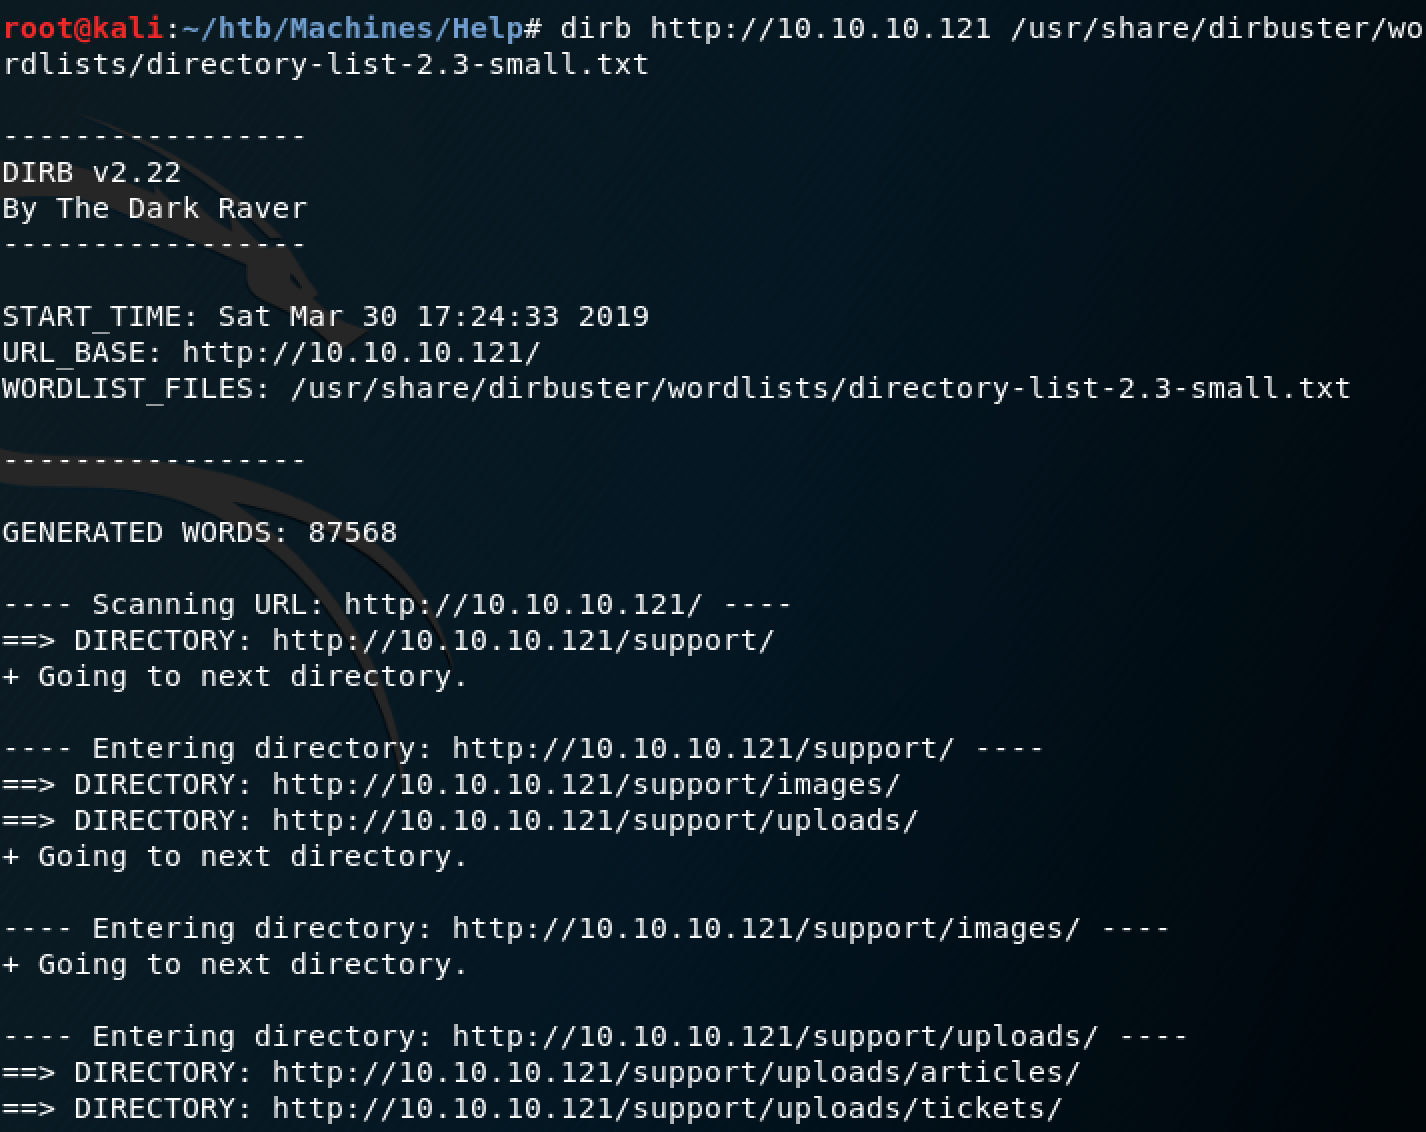 root@kali:~/htb/Machines/Help# dirb http://10.10.10.121 /usr/share/dirbuster/wo
rdlists/directory-list-2.3-small.txt
-----------------
DIRB v2.22
By The Dark Raver
-----------------
START_TIME: Sat Mar 30 17:24:33 2019
URL_BASE: http://10.10.10.121/
WORDLIST_FILES: /usr/share/dirbuster/wordlists/directory-list-2.3-small.txt
-----------------
GENERATED WORDS: 87568
---- Scanning URL: http://10.10.10.121/ ----
==> DIRECTORY: http://10.10.10.121/support/
+ Going to next directory.
---- Entering directory: http://10.10.10.121/support/ ----
==> DIRECTORY: http://10.10.10.121/support/images/
==> DIRECTORY: http://10.10.10.121/support/uploads/
+ Going to next directory.
---- Entering directory: http://10.10.10.121/support/images/ ----
+ Going to next directory.
---- Entering directory: http://10.10.10.121/support/uploads/ ----
==> DIRECTORY: http://10.10.10.121/support/uploads/articles/
==> DIRECTORY: http://10.10.10.121/support/uploads/tickets/